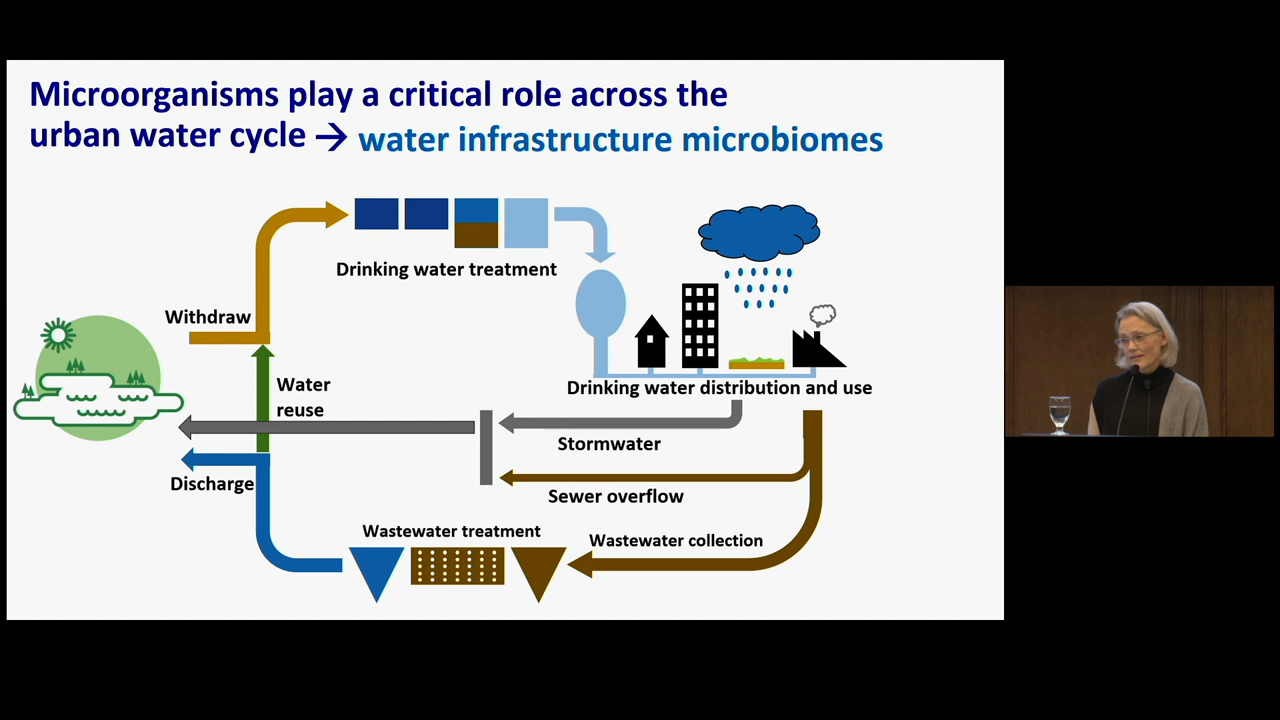 Microorganisms play a critical role across the
urban water cycle → water infrastructure microbiomes
Drinking water treatment
Withdraw
Water
reuse
Drinking water distribution and use
Stormwater
Discharge
Sewer overflow
Wastewater treatment
Wastewater collection